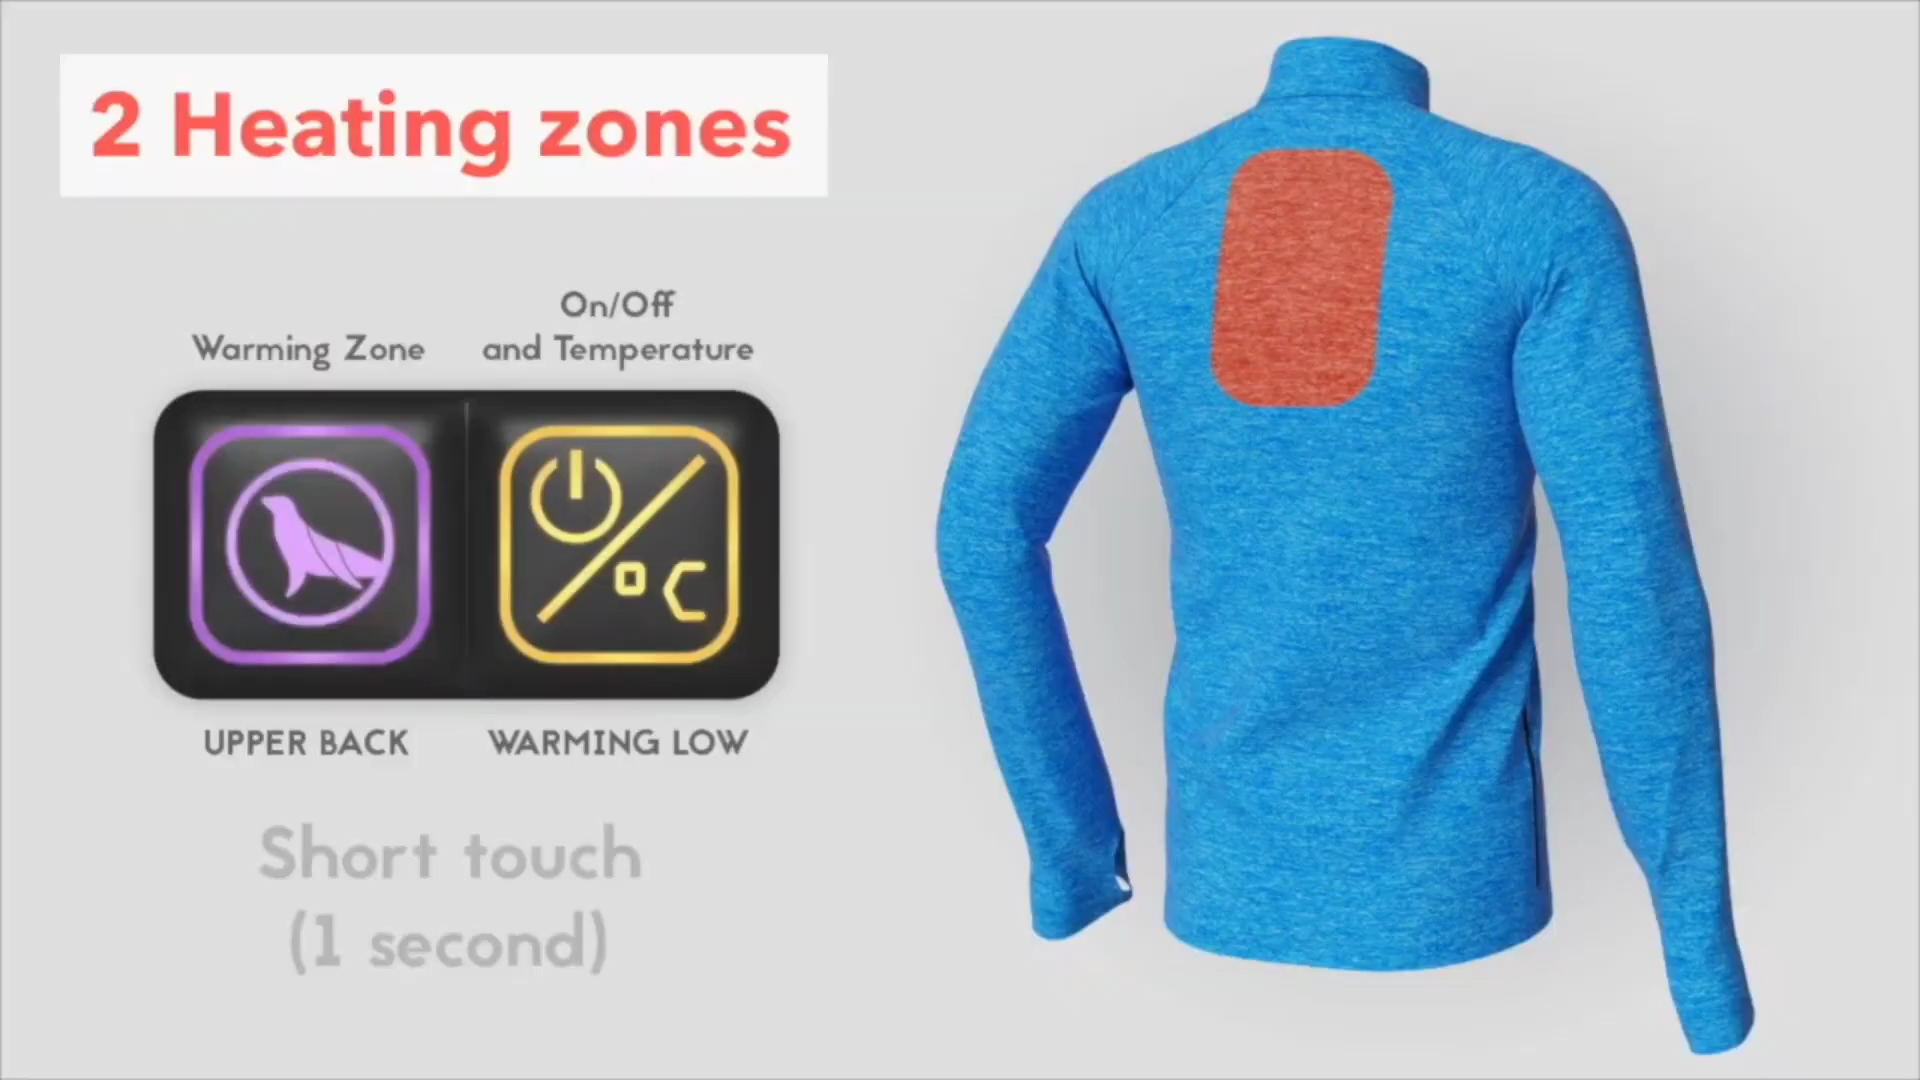 2 Heating zones
On/Off
Warming Zone and Temperature
°C
UPPER BACK WARMING LOW
Short touch
(1 second)